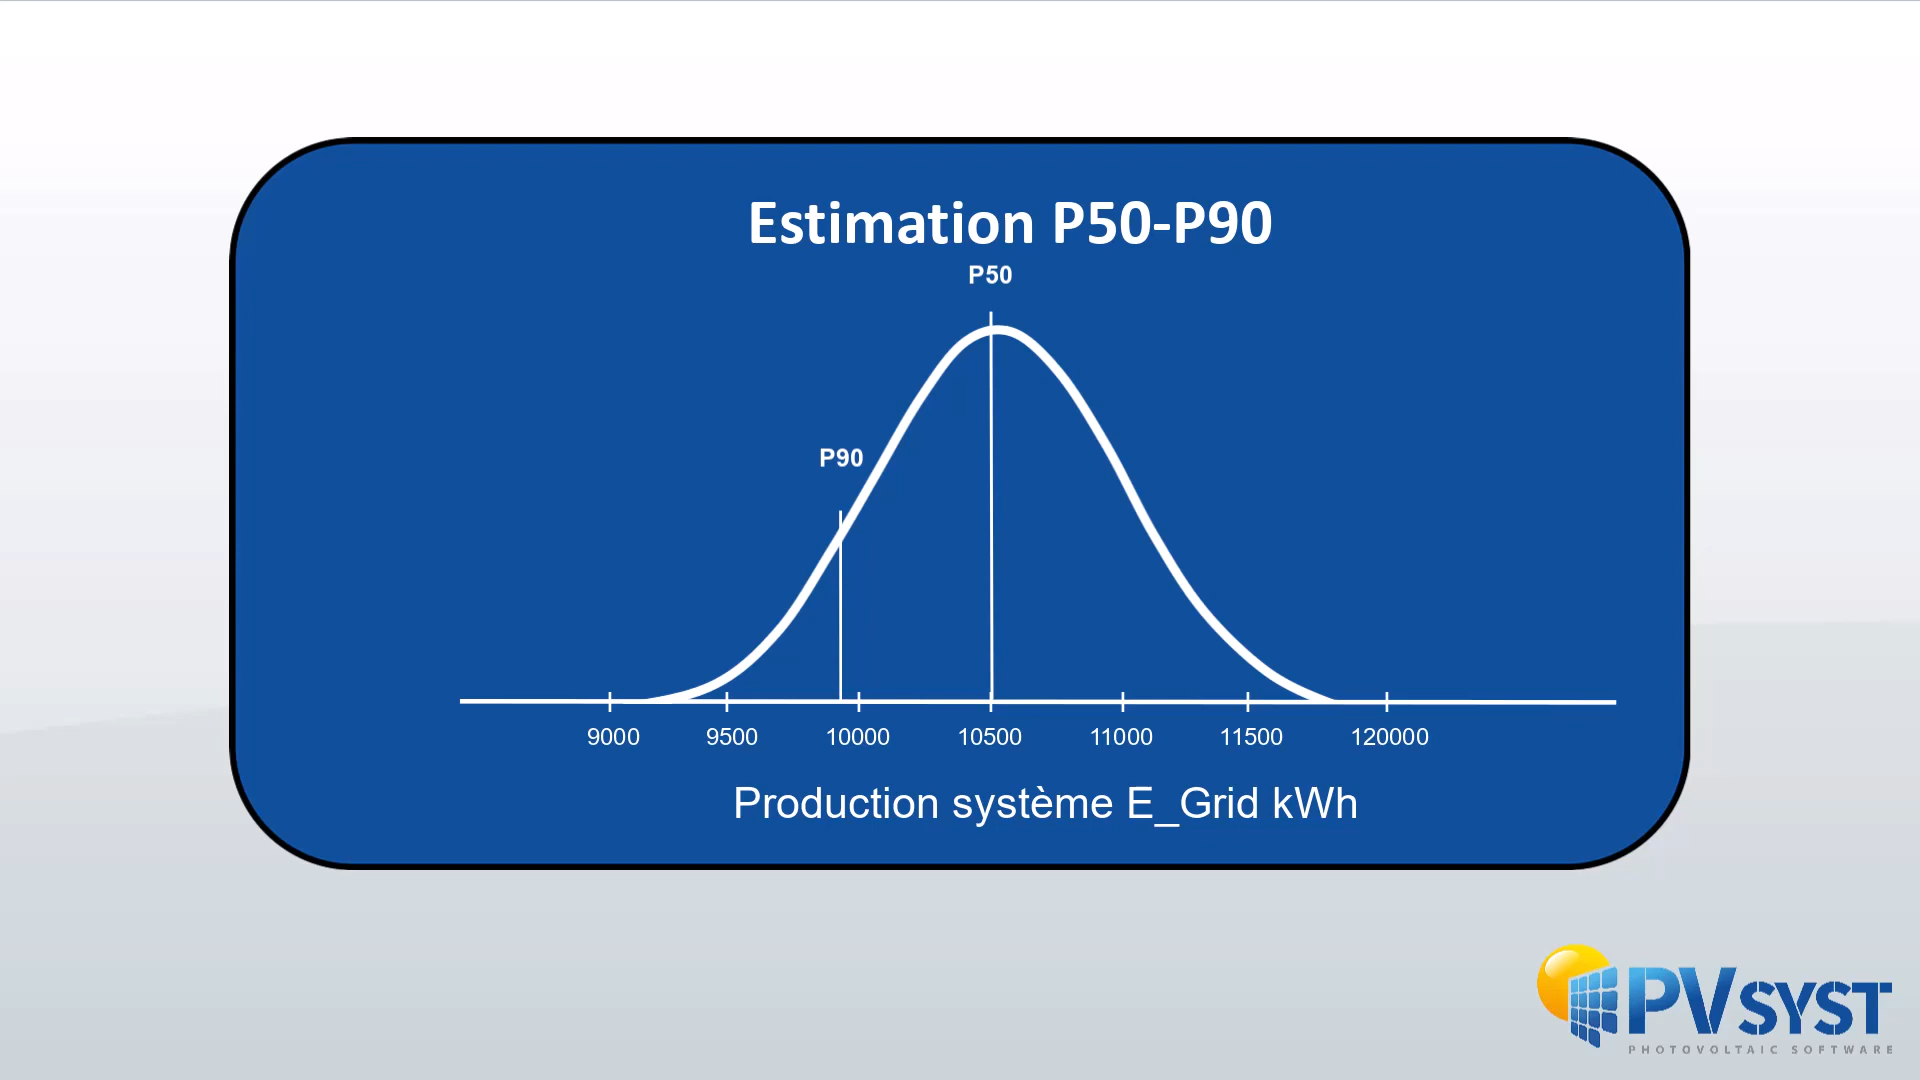 Estimation P50-P90
P50
P90
9000 9500 10000 10500 11000 11500 120000
Production système E_Grid kWh
PVSYST
PHOTOVOLTAIC SOFTWARE